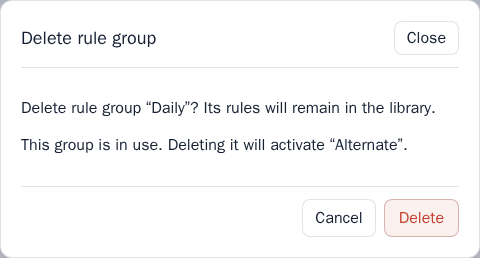 Delete rule group
Close
Delete rule group “Daily”? Its rules will remain in the library.
This group is in use. Deleting it will activate “Alternate”.
Cancel
Delete